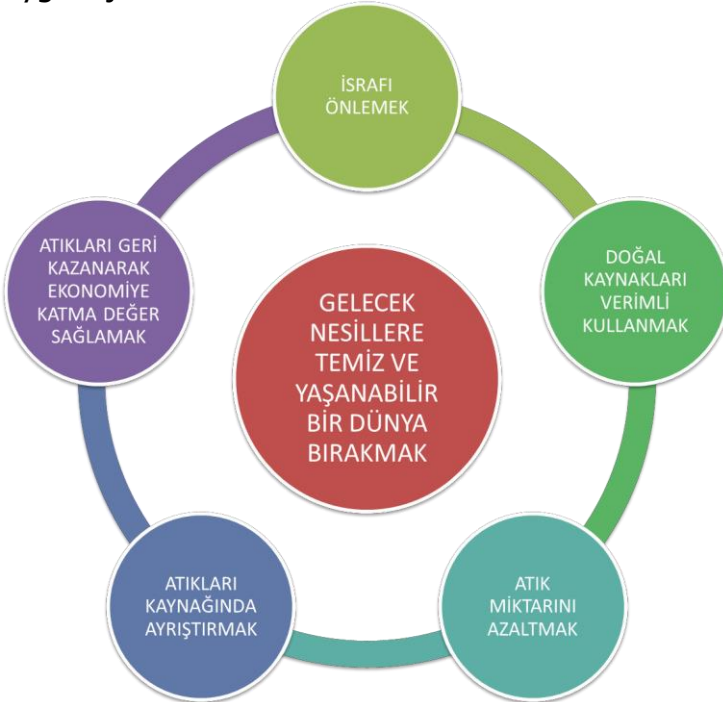 İSRAFI
ÖNLEMEK
DOĞAL
KAYNAKLARI
VERİMLİ
KULLANMAK
ATIK
MİKTARINI
AZALTMAK
ATIKLARI
KAYNAĞINDA
AYRIŞTIRMAK
ATIKLARI GERİ
KAZANARAK
EKONOMİYE
KATMA DEĞER
SAĞLAMAK
GELECEK
NESİLLERE
TEMİZ VE
YAŞANABİLİR
BİR DÜNYA
BIRAKMAK